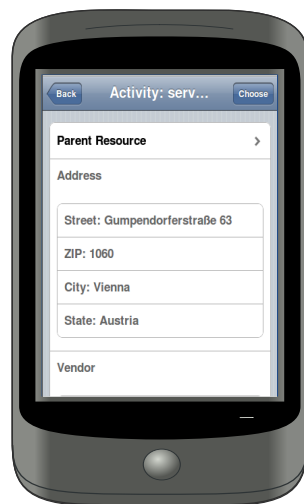 Back
Activity: serv...
Choose
Parent Resource
Address
Street: Gumpendorferstraße 63
ZIP: 1060
City: Vienna
State: Austria
Vendor